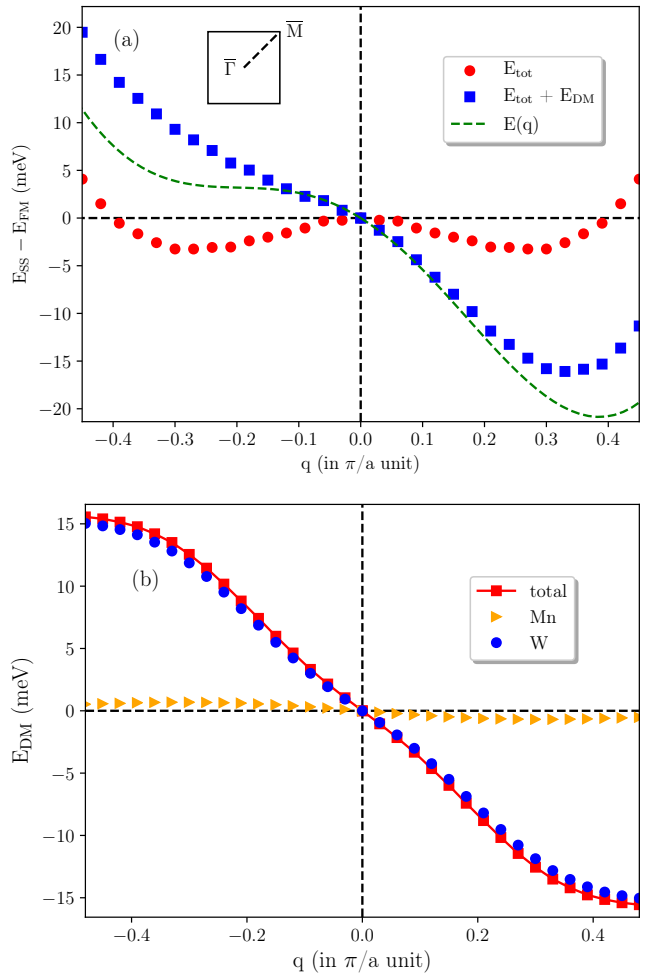 (a)
M
Γ
E_tot
E_tot + E_DM
E(q)
E_SS − E_FM (meV)
20
15
10
5
0
−5
−10
−15
−20
−0.4 −0.3 −0.2 −0.1 0.0 0.1 0.2 0.3 0.4
q (in π/a unit)
(b)
total
Mn
W
E_DM (meV)
15
10
5
0
−5
−10
−15
−0.4 −0.2 0.0 0.2 0.4
q (in π/a unit)